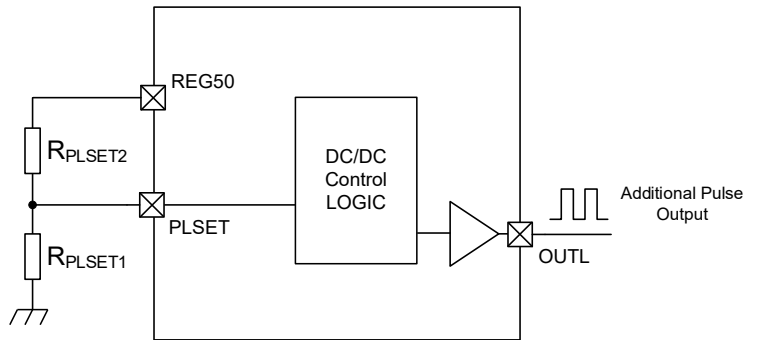 REG50
RPLSET2
DC/DC
Control
LOGIC
Additional Pulse
Output
PLSET
OUTL
RPLSET1